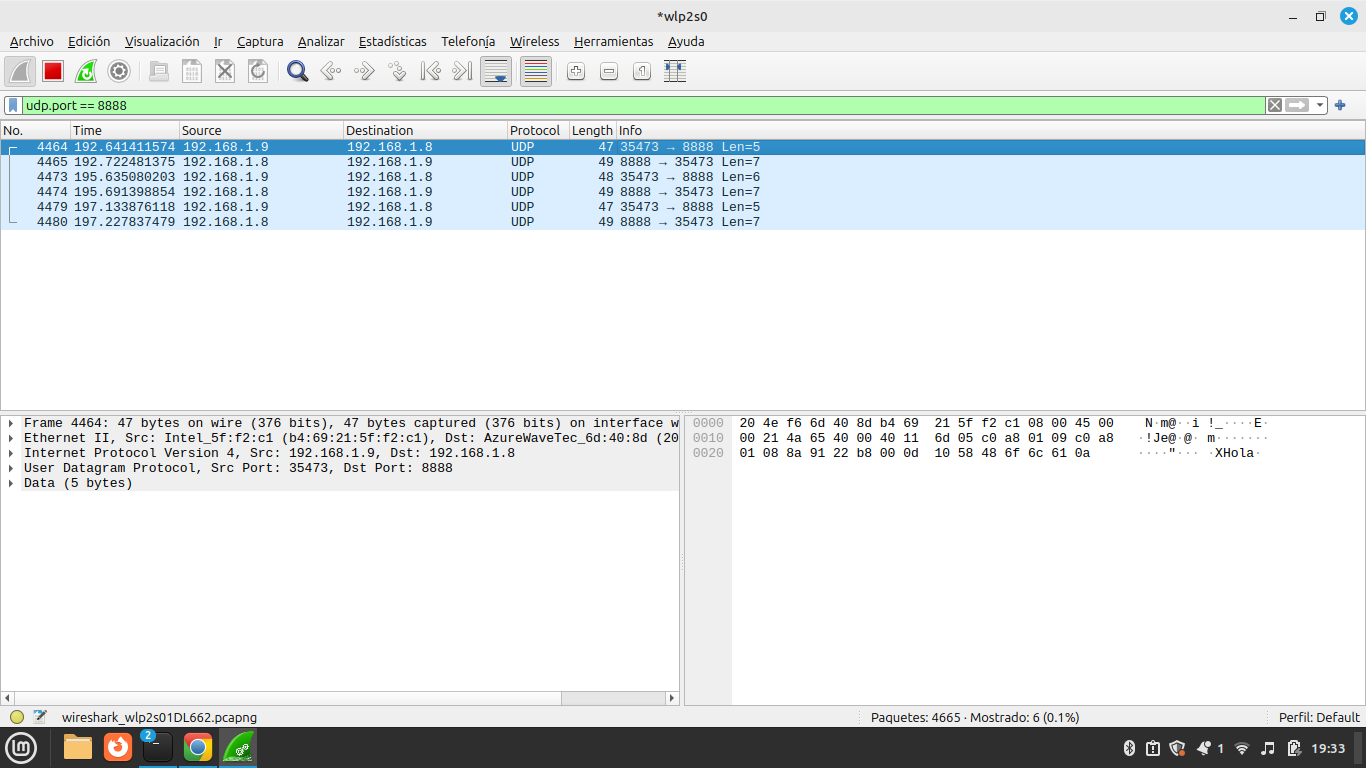 *wlp2s0
Archivo Edición Visualización Ir Captura Analizar Estadísticas Telefonía Wireless Herramientas Ayuda
udp.port == 8888
No. Time Source Destination Protocol Length Info
4464 192.641411574 192.168.1.9 192.168.1.8 UDP 47 35473 → 8888 Len=5
4465 192.722481375 192.168.1.8 192.168.1.9 UDP 49 8888 → 35473 Len=7
4473 195.635080203 192.168.1.9 192.168.1.8 UDP 48 35473 → 8888 Len=6
4474 195.691398854 192.168.1.8 192.168.1.9 UDP 49 8888 → 35473 Len=7
4479 197.133876118 192.168.1.9 192.168.1.8 UDP 47 35473 → 8888 Len=5
4480 197.227837479 192.168.1.8 192.168.1.9 UDP 49 8888 → 35473 Len=7
Frame 4464: 47 bytes on wire (376 bits), 47 bytes captured (376 bits) on interface w
Ethernet II, Src: Intel_5f:f2:c1 (b4:69:21:5f:f2:c1), Dst: AzureWaveTec_6d:40:8d (20
Internet Protocol Version 4, Src: 192.168.1.9, Dst: 192.168.1.8
User Datagram Protocol, Src Port: 35473, Dst Port: 8888
Data (5 bytes)
0000 20 4e f6 6d 40 8d b4 69 21 5f f2 c1 08 00 45 00 N·m@··i !_····E·
0010 00 21 4a 65 40 00 40 11 6d 05 c0 a8 01 09 c0 a8 ·!Je@·@· m·······
0020 01 08 8a 91 22 b8 00 0d 10 58 48 6f 6c 61 0a ····"··· ·XHola·
wireshark_wlp2s01DL662.pcapng
Paquetes: 4665 · Mostrado: 6 (0.1%)
Perfil: Default
2
1
19:33